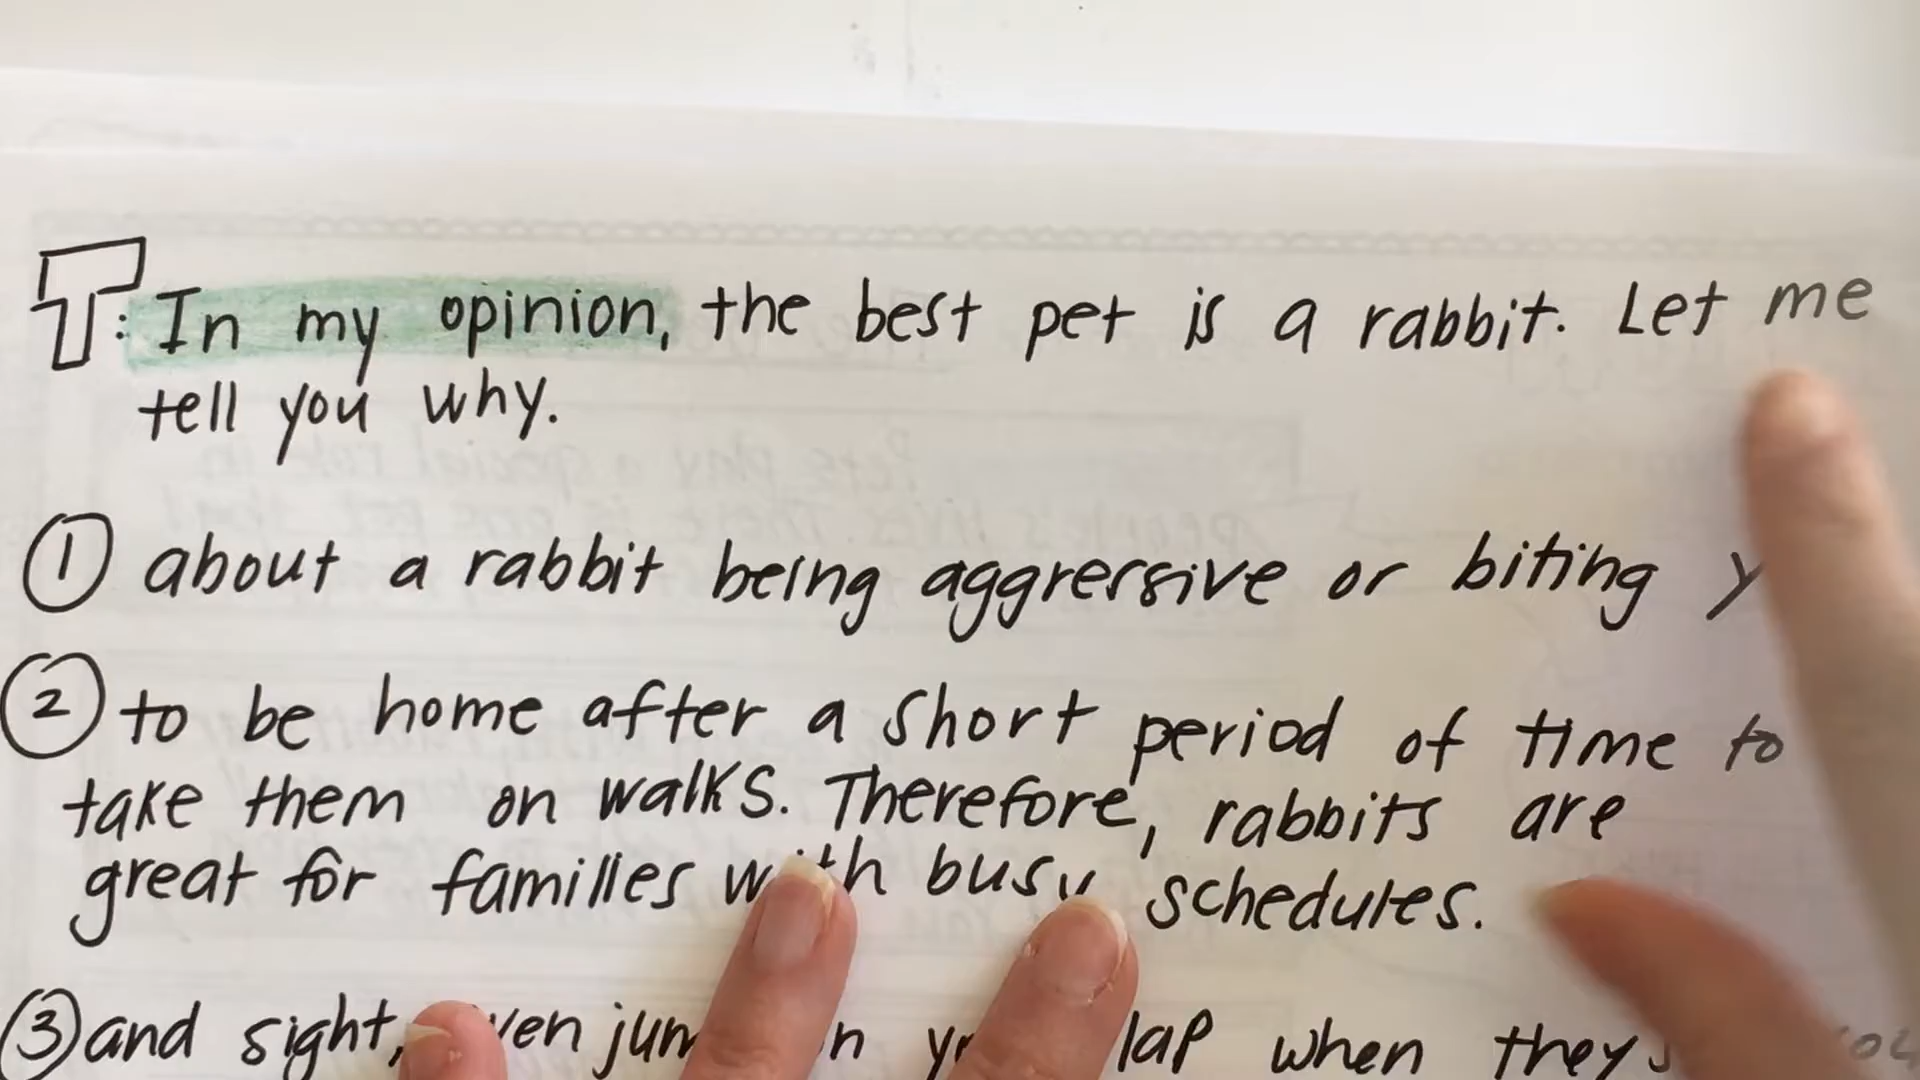 T: In my opinion, the best pet is a rabbit. Let me
tell you why.
① about a rabbit being aggressive or biting
② to be home after a short period of time to
take them on walks. Therefore, rabbits are
great for families with busy schedules.
③ and sight, lap when they